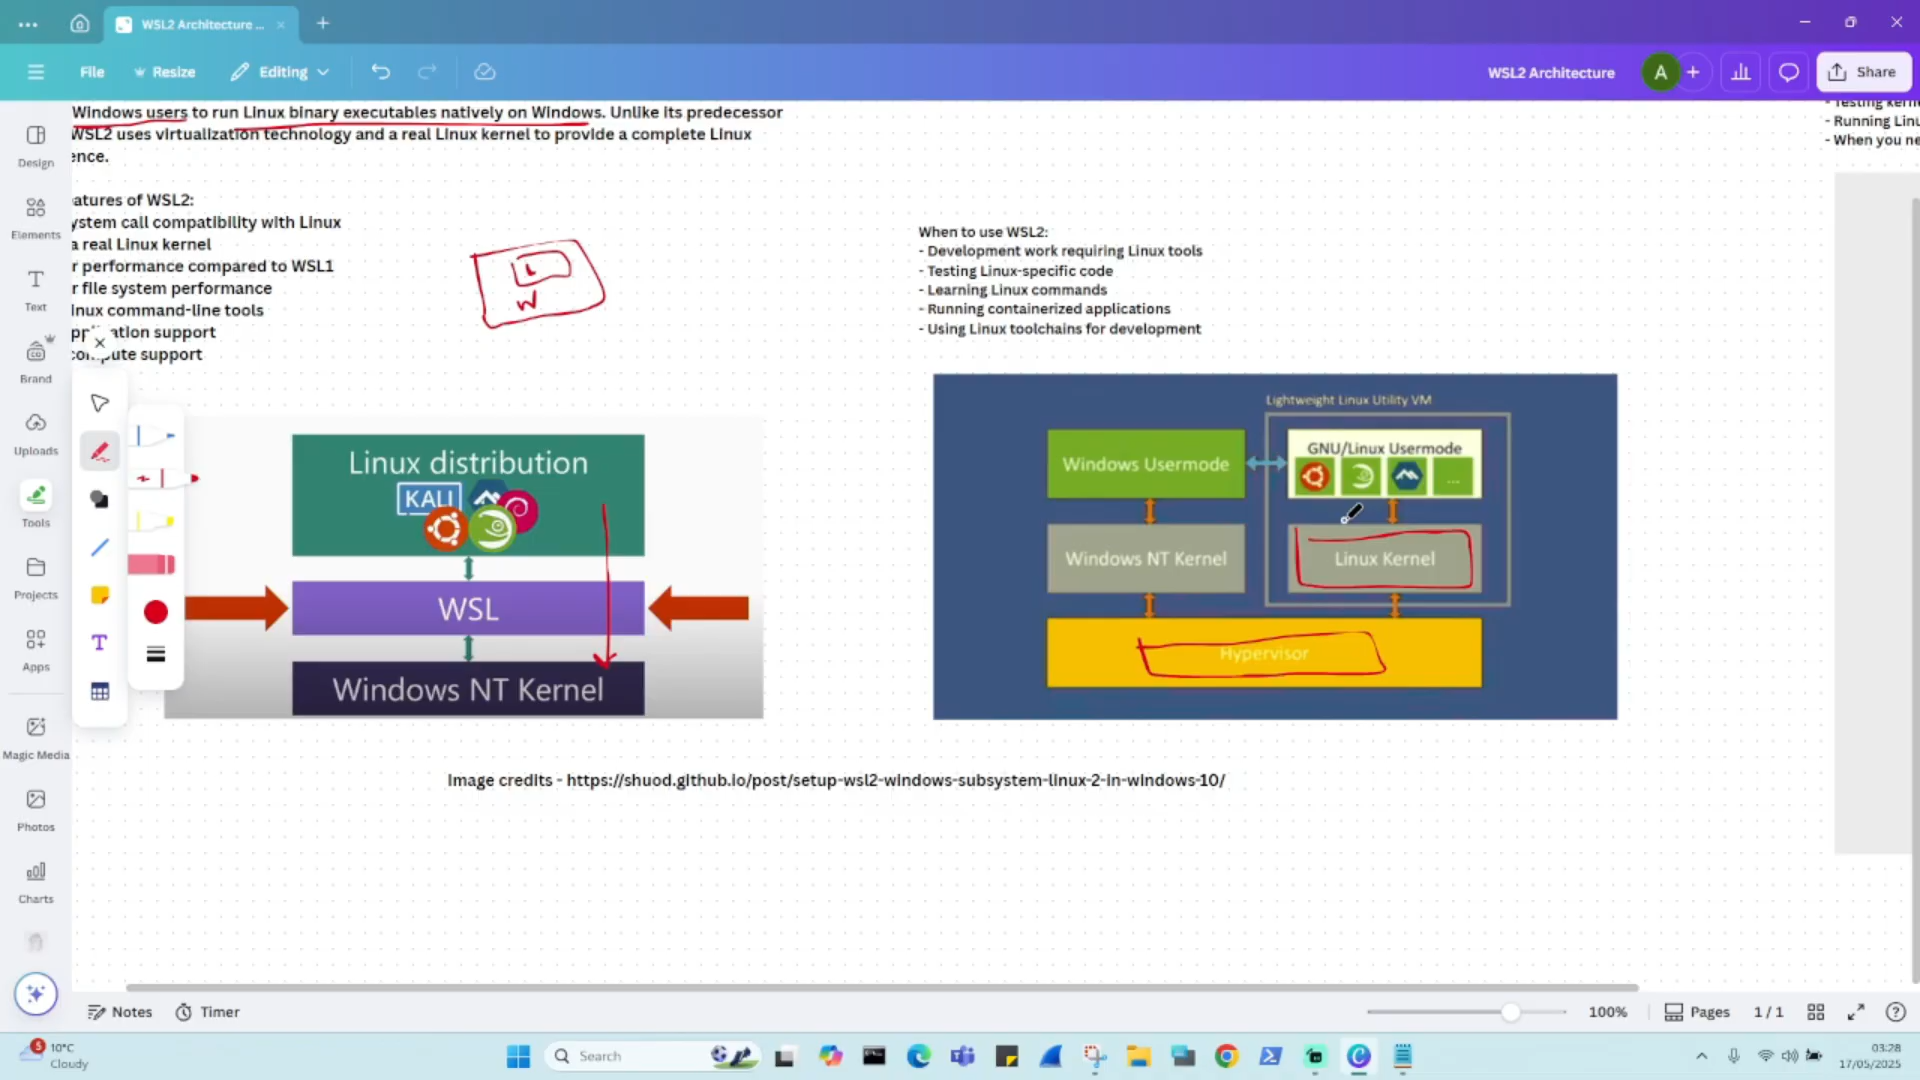 WSL2 Architecture ...
File
Resize
Editing
WSL2 Architecture
A
Share
Design
Elements
Text
Brand
Uploads
Tools
Projects
Apps
Magic Media
Photos
Charts
Windows users to run Linux binary executables natively on Windows. Unlike its predecessor
WSL2 uses virtualization technology and a real Linux kernel to provide a complete Linux
ence.
atures of WSL2:
ystem call compatibility with Linux
a real Linux kernel
r performance compared to WSL1
r file system performance
inux command-line tools
application support
compute support
L
W
When to use WSL2:
- Development work requiring Linux tools
- Testing Linux-specific code
- Learning Linux commands
- Running containerized applications
- Using Linux toolchains for development
- Testing kerne
- Running Linu
- When you ne
Linux distribution
KALI
WSL
Windows NT Kernel
Lightweight Linux Utility VM
Windows Usermode
GNU/Linux Usermode
...
Windows NT Kernel
Linux Kernel
Hypervisor
Image credits - https://shuod.github.io/post/setup-wsl2-windows-subsystem-linux-2-in-windows-10/
Notes
Timer
100%
Pages
1 / 1
5
10°C
Cloudy
Search
03:28
17/05/2025